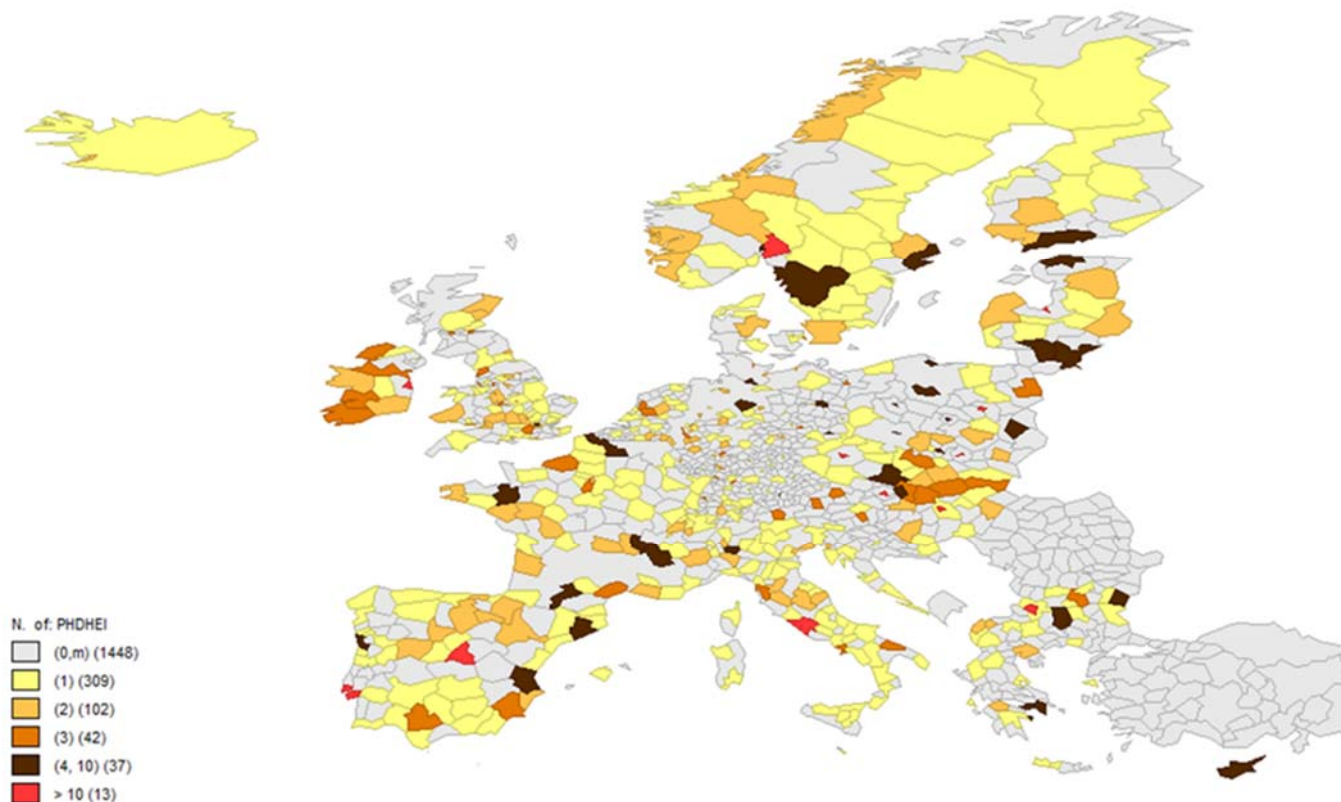 N. of: PHDHEI
(0,m) (1448)
(1) (309)
(2) (102)
(3) (42)
(4, 10) (37)
> 10 (13)